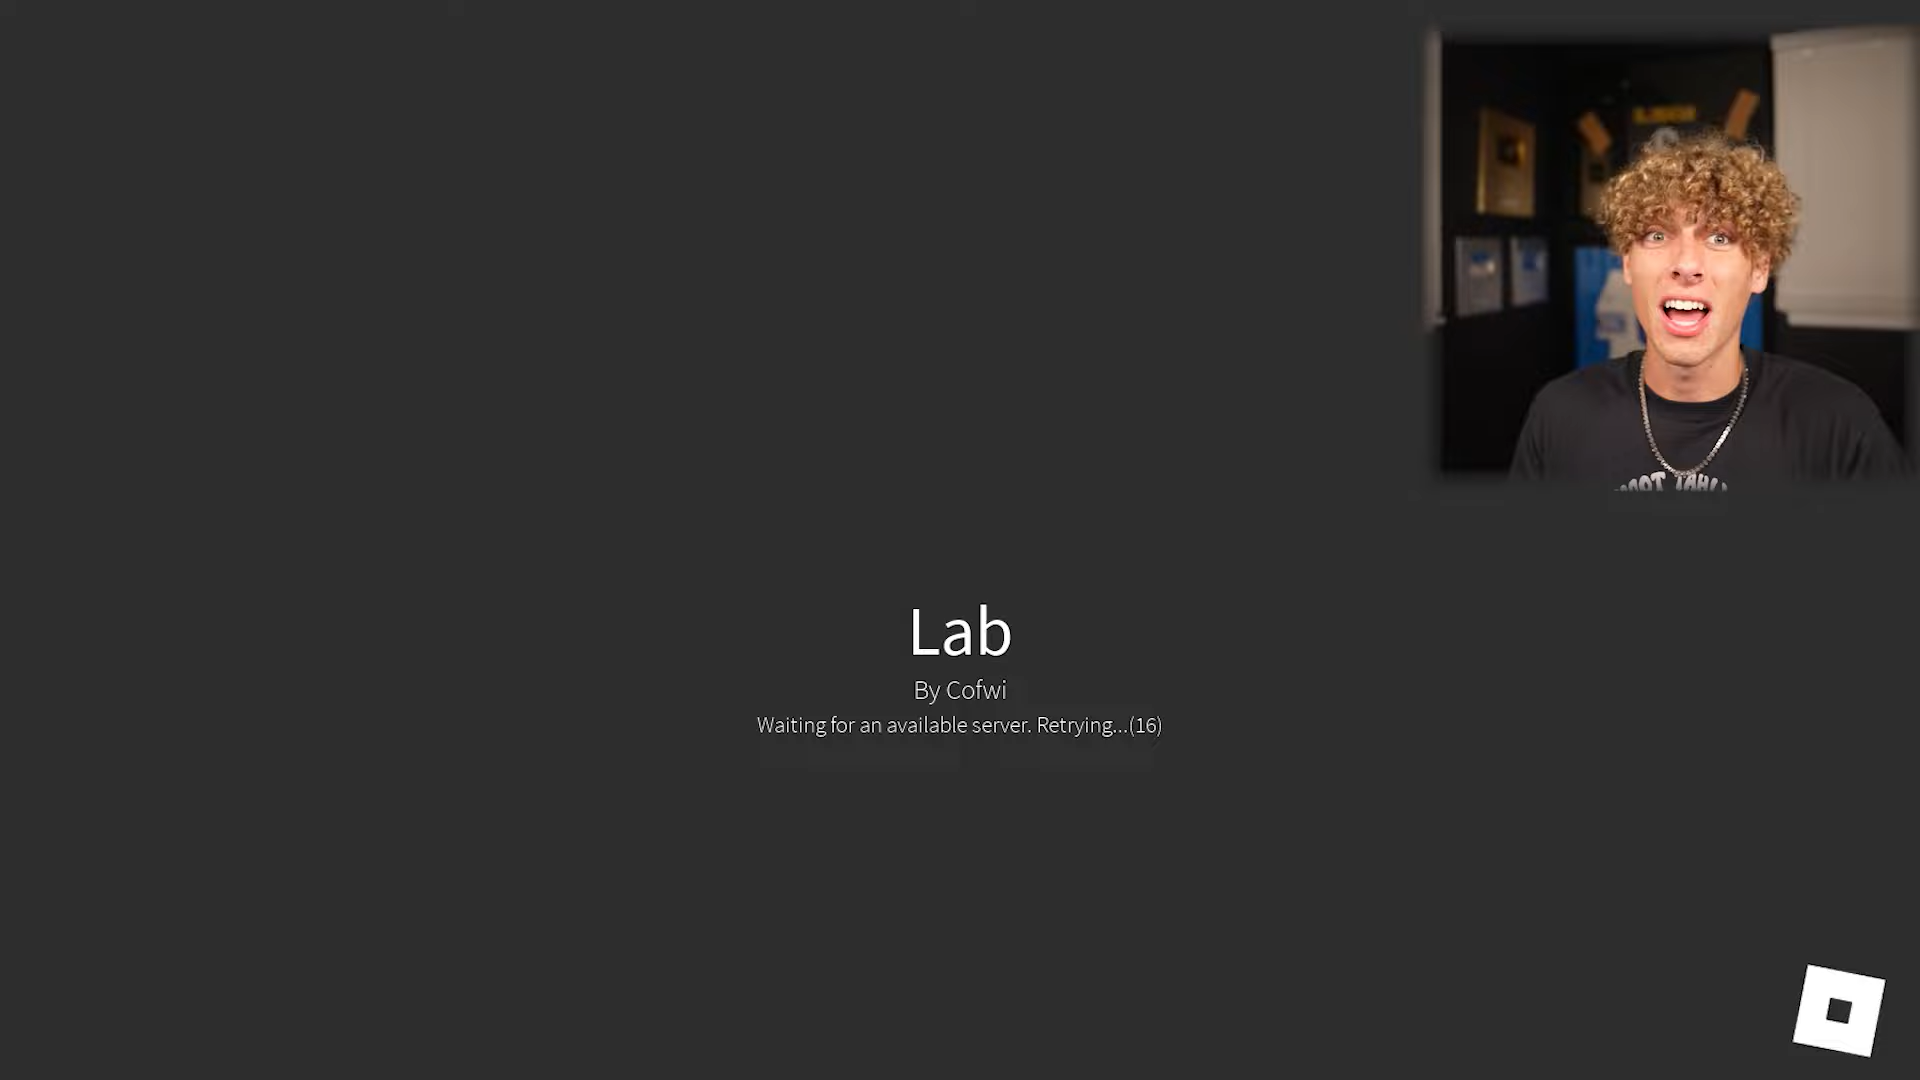 Lab
By Cofwi
Waiting for an available server. Retrying...(16)